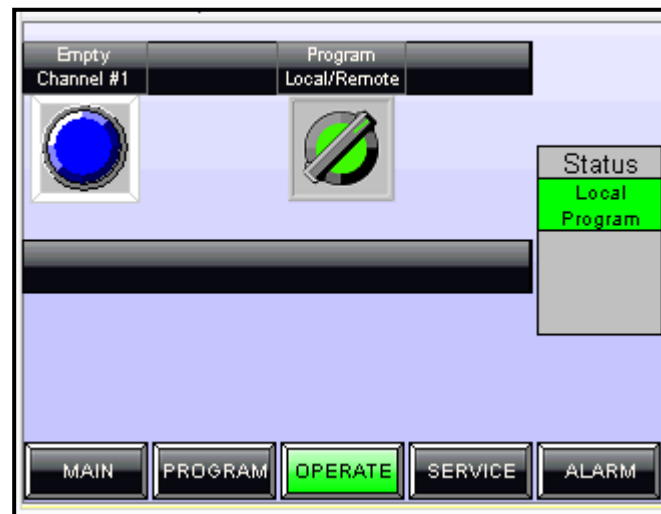 Empty
Channel #1
Program
Local/Remote
Status
Local
Program
MAIN
PROGRAM
OPERATE
SERVICE
ALARM